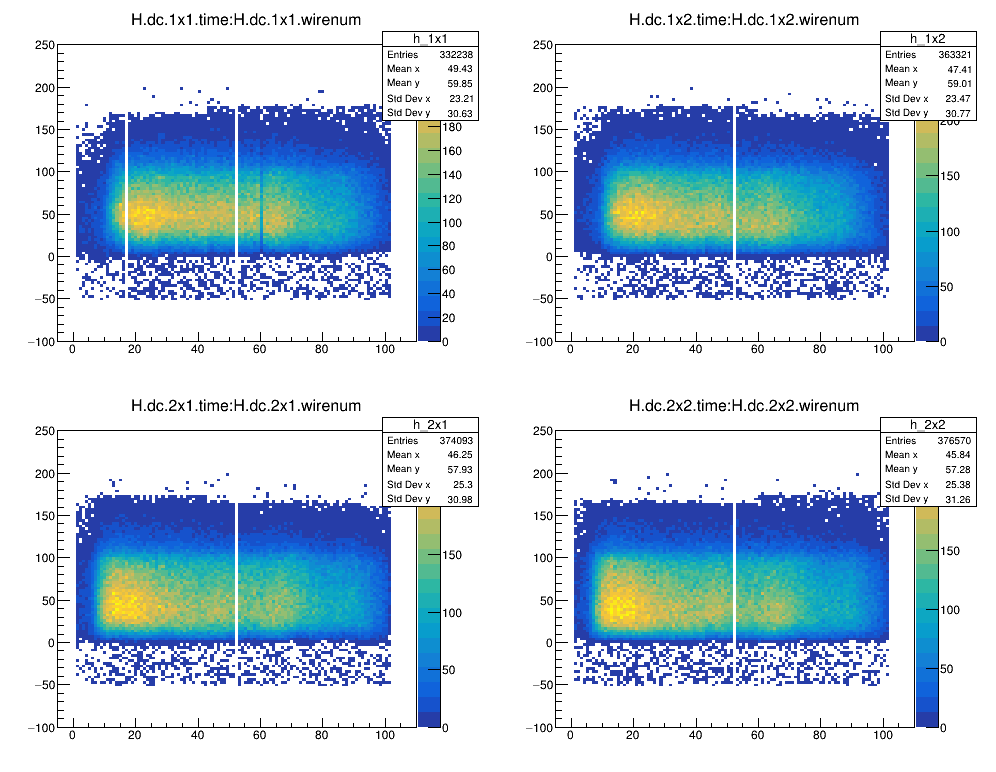 H.dc.1x1.time:H.dc.1x1.wirenum
h_1x1
Entries 332238
Mean x 49.43
Mean y 59.85
Std Dev x 23.21
Std Dev y 30.63
250
200
150
100
50
0
−50
−100
0 20 40 60 80 100
180
160
140
120
100
80
60
40
20
0
H.dc.1x2.time:H.dc.1x2.wirenum
h_1x2
Entries 363321
Mean x 47.41
Mean y 59.01
Std Dev x 23.47
Std Dev y 30.77
250
200
150
100
50
0
−50
−100
0 20 40 60 80 100
200
150
100
50
0
H.dc.2x1.time:H.dc.2x1.wirenum
h_2x1
Entries 374093
Mean x 46.25
Mean y 57.93
Std Dev x 25.3
Std Dev y 30.98
250
200
150
100
50
0
−50
−100
0 20 40 60 80 100
150
100
50
0
H.dc.2x2.time:H.dc.2x2.wirenum
h_2x2
Entries 376570
Mean x 45.84
Mean y 57.28
Std Dev x 25.38
Std Dev y 31.26
250
200
150
100
50
0
−50
−100
0 20 40 60 80 100
150
100
50
0